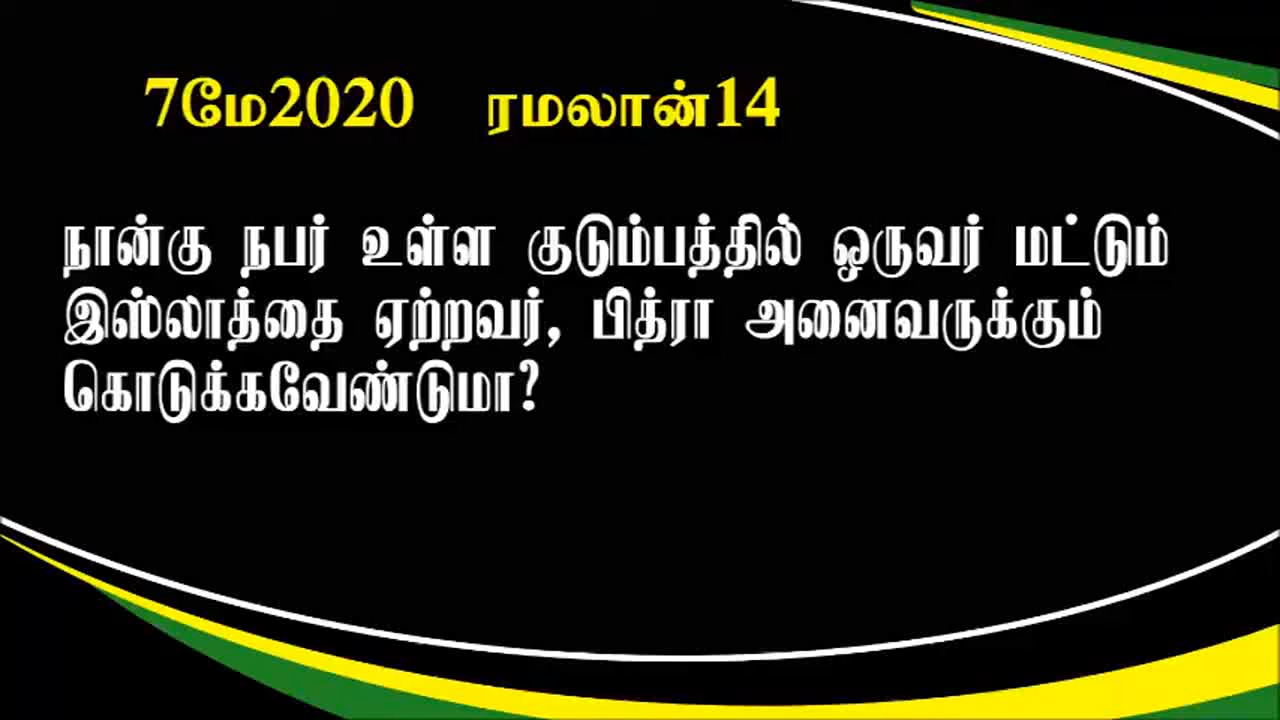 7மே2020 ரமலான்14
நான்கு நபர் உள்ள குடும்பத்தில் ஒருவர் மட்டும்
இஸ்லாத்தை ஏற்றவர், பித்ரா அனைவருக்கும்
கொடுக்கவேண்டுமா?